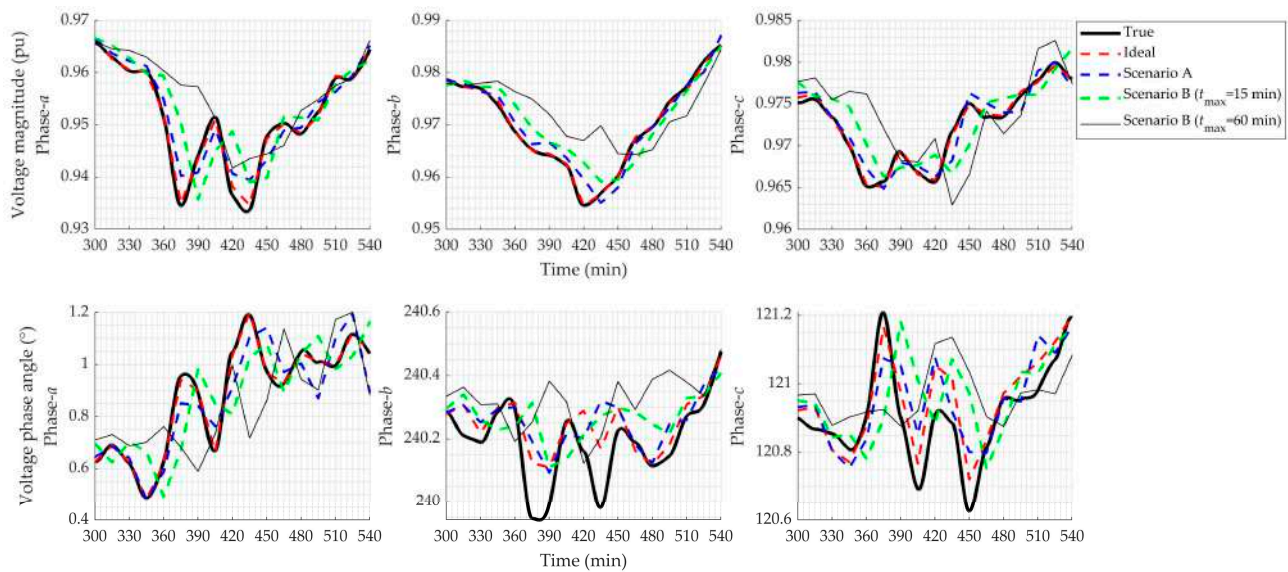 0.97
0.96
0.95
0.94
0.93
Voltage magnitude (pu)
Phase-a
300 330 360 390 420 450 480 510 540
0.99
0.98
0.97
0.96
0.95
Phase-b
300 330 360 390 420 450 480 510 540
Time (min)
0.985
0.98
0.975
0.97
0.965
0.96
Phase-c
300 330 360 390 420 450 480 510 540
True
Ideal
Scenario A
Scenario B (tmax=15 min)
Scenario B (tmax=60 min)
1.2
1
0.8
0.6
0.4
Voltage phase angle (°)
Phase-a
300 330 360 390 420 450 480 510 540
240.6
240.4
240.2
240
Phase-b
300 330 360 390 420 450 480 510 540
Time (min)
121.2
121
120.8
120.6
Phase-c
300 330 360 390 420 450 480 510 540